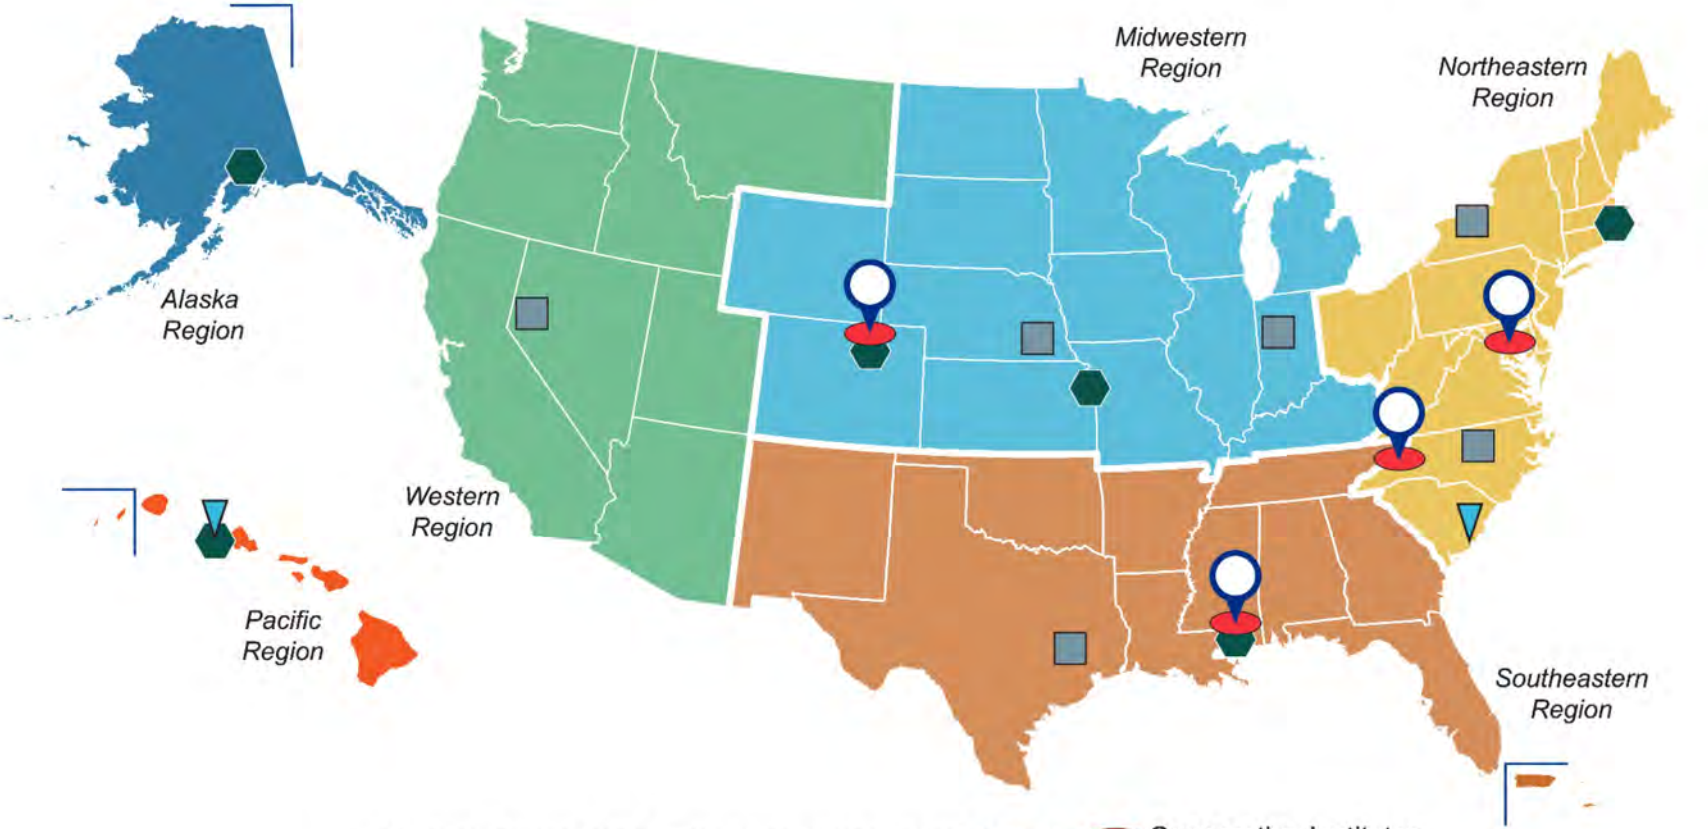 Midwestern
Region
Northeastern
Region
Alaska
Region
Western
Region
Pacific
Region
Southeastern
Region